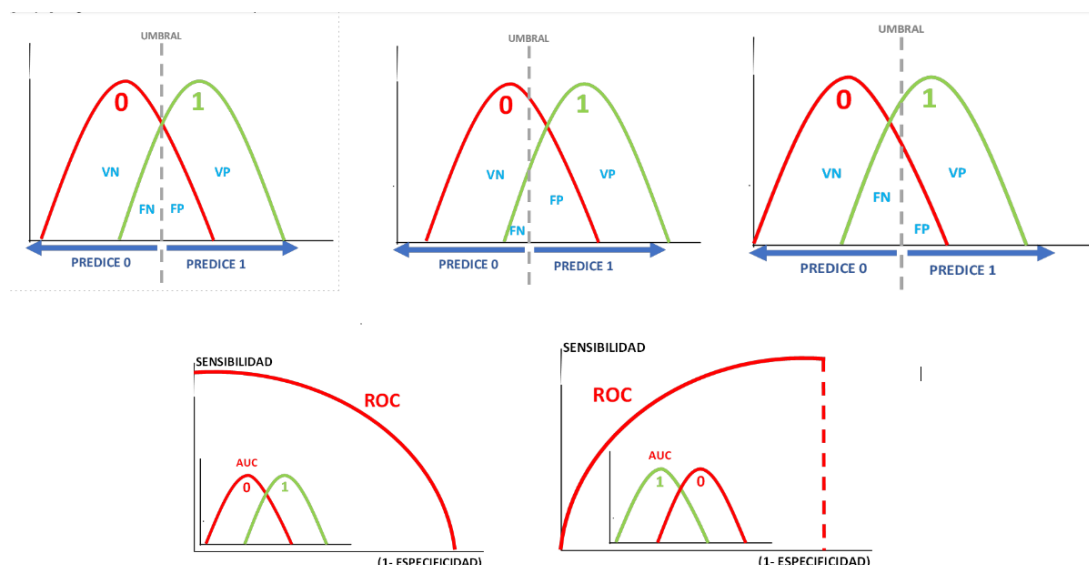 UMBRAL
0
1
VN
VP
FN
FP
PREDICE 0
PREDICE 1
UMBRAL
0
1
VN
VP
FP
FN
PREDICE 0
PREDICE 1
UMBRAL
0
1
VN
VP
FN
FP
PREDICE 0
PREDICE 1
SENSIBILIDAD
ROC
AUC
0
1
(1- ESPECIFICIDAD)
SENSIBILIDAD
ROC
AUC
1
0
(1- ESPECIFICIDAD)